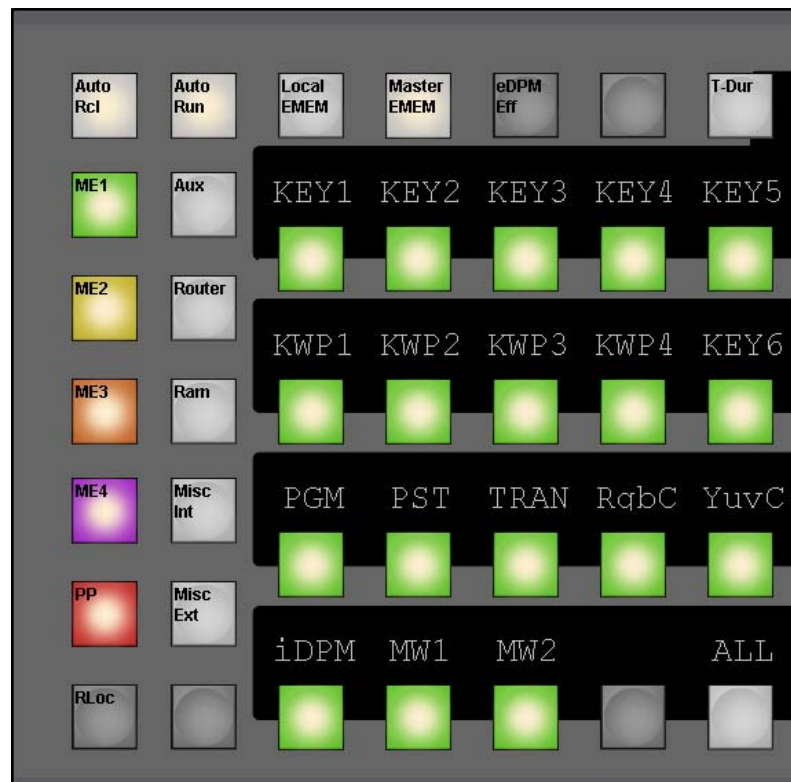 Auto Rcl
Auto Run
Local EMEM
Master EMEM
eDPM Eff
T-Dur
ME1
Aux
KEY1 KEY2 KEY3 KEY4 KEY5
ME2
Router
KWP1 KWP2 KWP3 KWP4 KEY6
ME3
Ram
ME4
Misc Int
PGM PST TRAN RgbC YuvC
PP
Misc Ext
iDPM MW1 MW2 ALL
RLoc